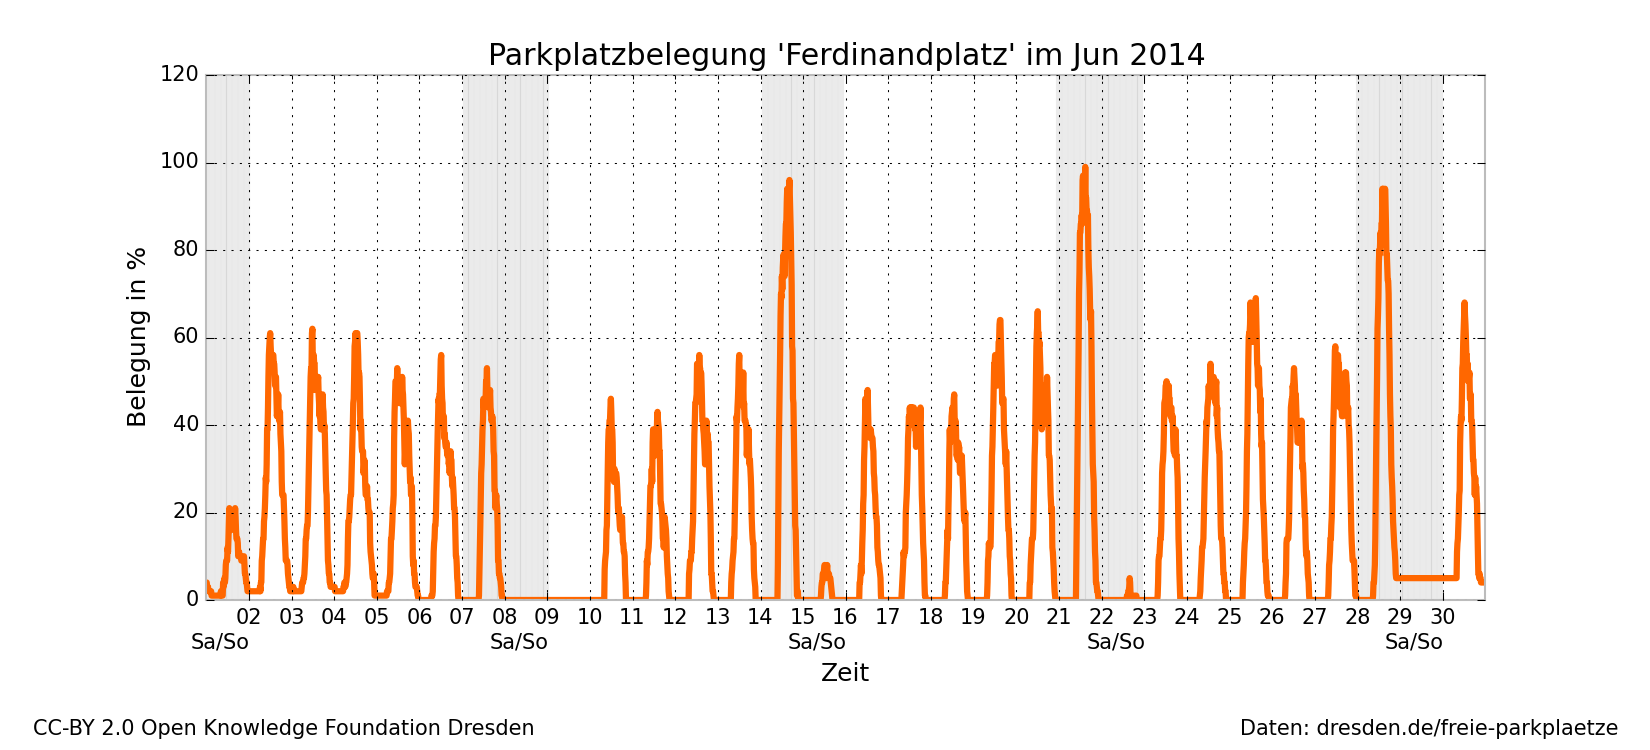 Parkplatzbelegung 'Ferdinandplatz' im Jun 2014
120
100
80
60
40
20
0
Belegung in %
02 03 04 05 06 07 08 09 10 11 12 13 14 15 16 17 18 19 20 21 22 23 24 25 26 27 28 29 30
Sa/So Sa/So Sa/So Sa/So Sa/So
Zeit
CC-BY 2.0 Open Knowledge Foundation Dresden
Daten: dresden.de/freie-parkplaetze